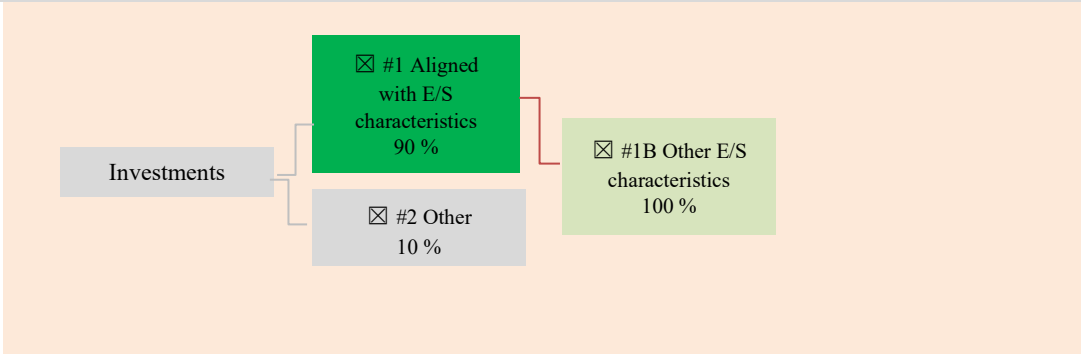 Investments
☒ #1 Aligned
with E/S
characteristics
90 %
☒ #2 Other
10 %
☒ #1B Other E/S
characteristics
100 %